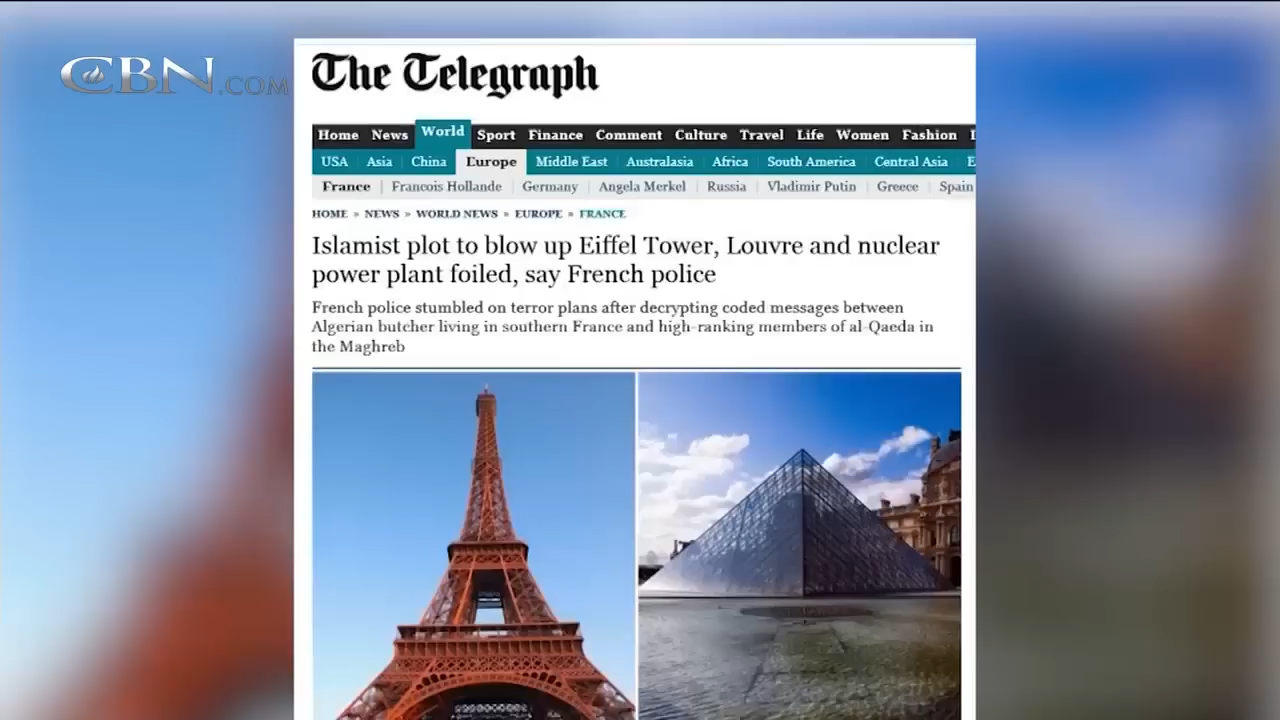 CBN.COM
The Telegraph
Home News World Sport Finance Comment Culture Travel Life Women Fashion
USA Asia China Europe Middle East Australasia Africa South America Central Asia
France | Francois Hollande Germany Angela Merkel Russia Vladimir Putin Greece Spain
HOME » NEWS » WORLD NEWS » EUROPE » FRANCE
Islamist plot to blow up Eiffel Tower, Louvre and nuclear
power plant foiled, say French police
French police stumbled on terror plans after decrypting coded messages between
Algerian butcher living in southern France and high-ranking members of al-Qaeda in
the Maghreb